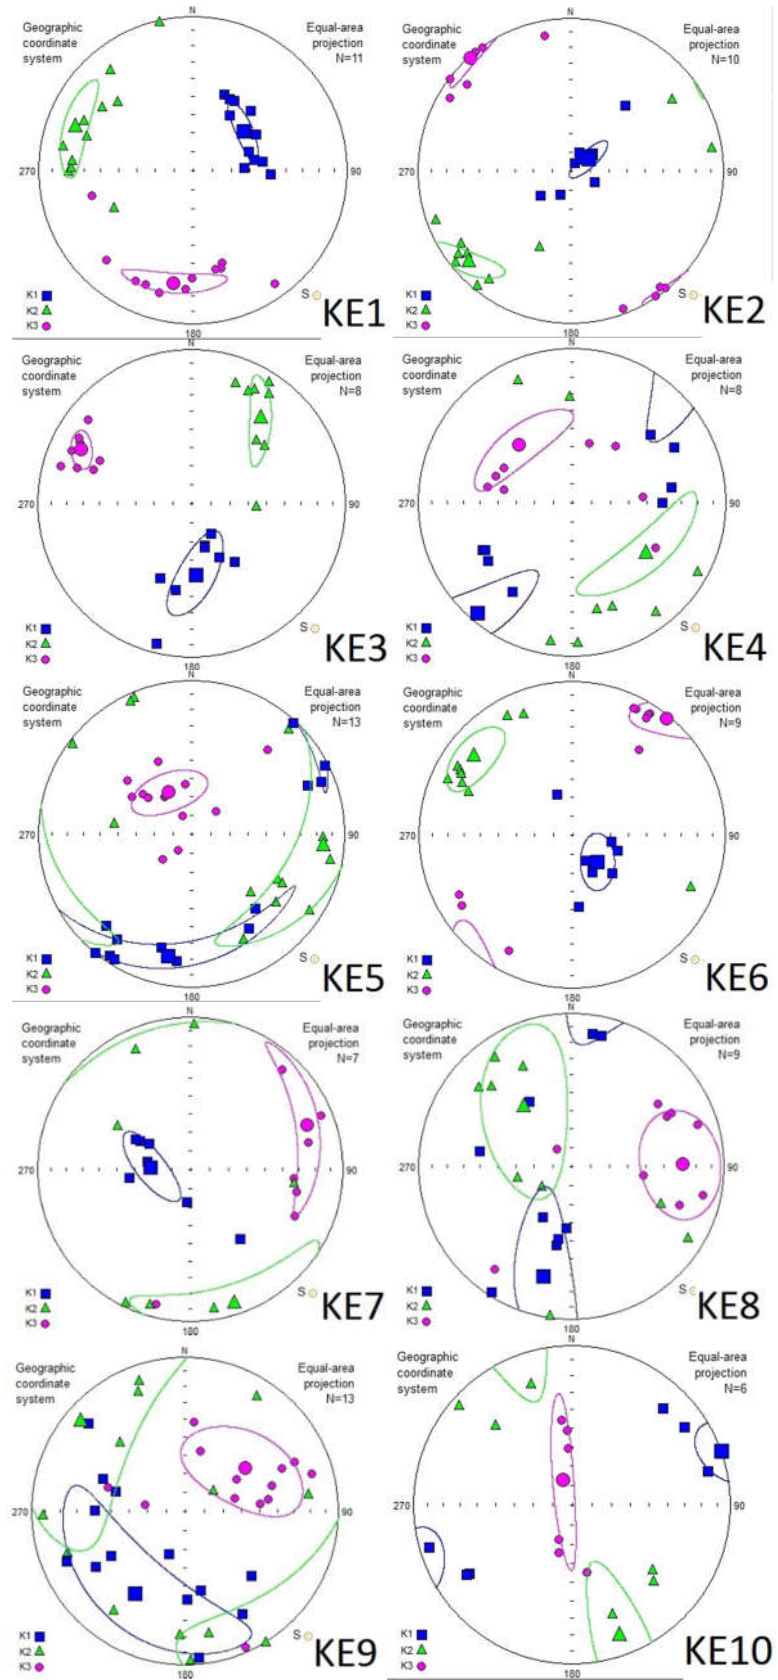 Geographic
coordinate
system
N
Equal-area
projection
N=11
270
90
K1
K2
K3
180
S
KE1
Geographic
coordinate
system
Equal-area
projection
N=10
270
90
K1
K2
K3
180
S
KE2
Geographic
coordinate
system
N
Equal-area
projection
N=8
270
90
K1
K2
K3
180
S
KE3
Geographic
coordinate
system
N
Equal-area
projection
N=8
270
90
K1
K2
K3
180
S
KE4
Geographic
coordinate
system
N
Equal-area
projection
N=13
270
90
K1
K2
K3
180
S
KE5
Geographic
coordinate
system
N
Equal-area
projection
N=9
270
90
K1
K2
K3
180
S
KE6
Geographic
coordinate
system
N
Equal-area
projection
N=7
270
90
K1
K2
K3
180
S
KE7
Geographic
coordinate
system
N
Equal-area
projection
N=9
270
90
K1
K2
K3
180
S
KE8
Geographic
coordinate
system
N
Equal-area
projection
N=13
270
90
K1
K2
K3
180
S
KE9
Geographic
coordinate
system
N
Equal-area
projection
N=6
270
90
K1
K2
K3
180
KE10